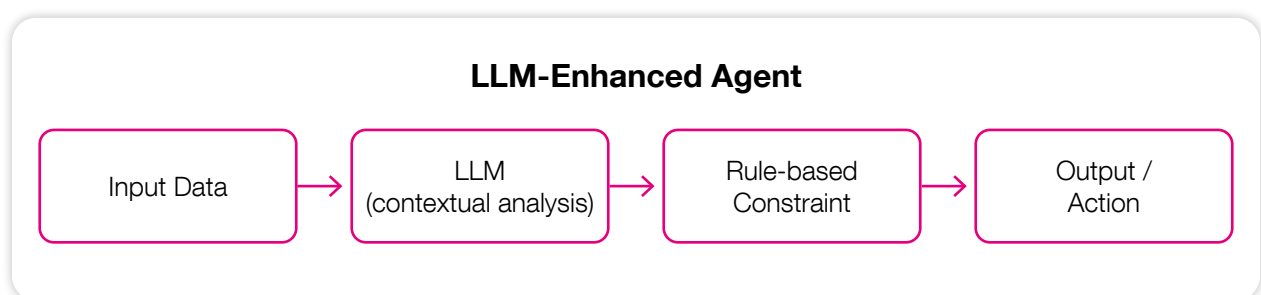 LLM-Enhanced Agent
Input Data
LLM
(contextual analysis)
Rule-based
Constraint
Output /
Action